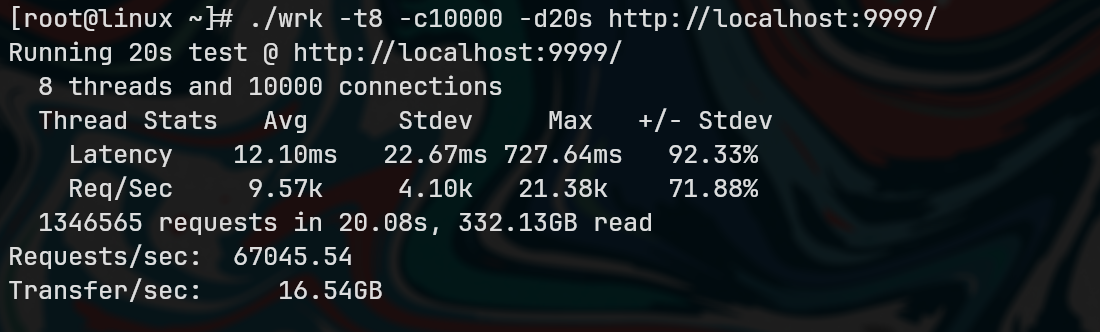 [root@linux ~]# ./wrk -t8 -c10000 -d20s http://localhost:9999/
Running 20s test @ http://localhost:9999/
  8 threads and 10000 connections
  Thread Stats   Avg      Stdev     Max   +/- Stdev
    Latency    12.10ms   22.67ms 727.64ms   92.33%
    Req/Sec     9.57k     4.10k   21.38k    71.88%
  1346565 requests in 20.08s, 332.13GB read
Requests/sec:  67045.54
Transfer/sec:     16.54GB